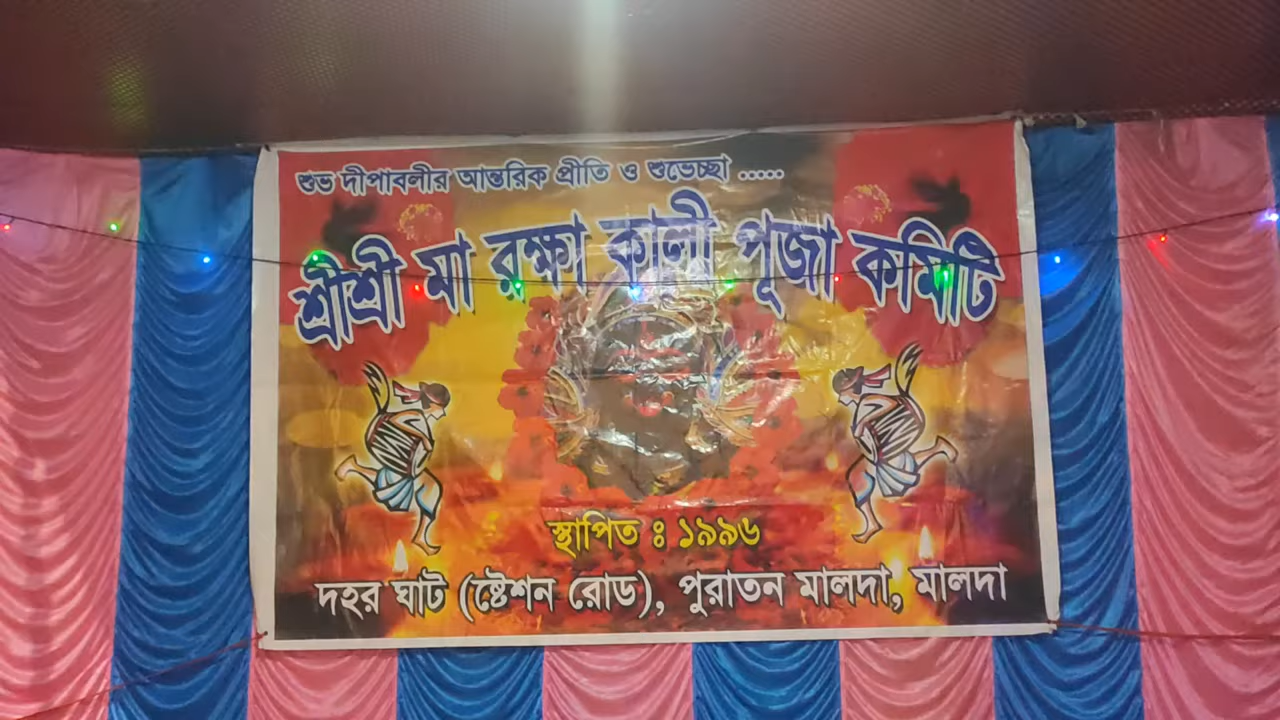 শুভ দীপাবলীর আন্তরিক প্রীতি ও শুভেচ্ছা .....
শ্রীশ্রী মা রক্ষা কালী পূজা কমিটি
স্থাপিত ঃ ১৯৯৬
দহর ঘাট (ষ্টেশন রোড), পুরাতন মালদা, মালদা